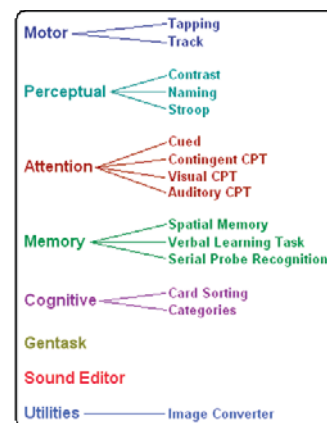 Motor
Tapping
Track
Perceptual
Contrast
Naming
Stroop
Attention
Cued
Contingent CPT
Visual CPT
Auditory CPT
Memory
Spatial Memory
Verbal Learning Task
Serial Probe Recognition
Cognitive
Card Sorting
Categories
Gentask
Sound Editor
Utilities
Image Converter